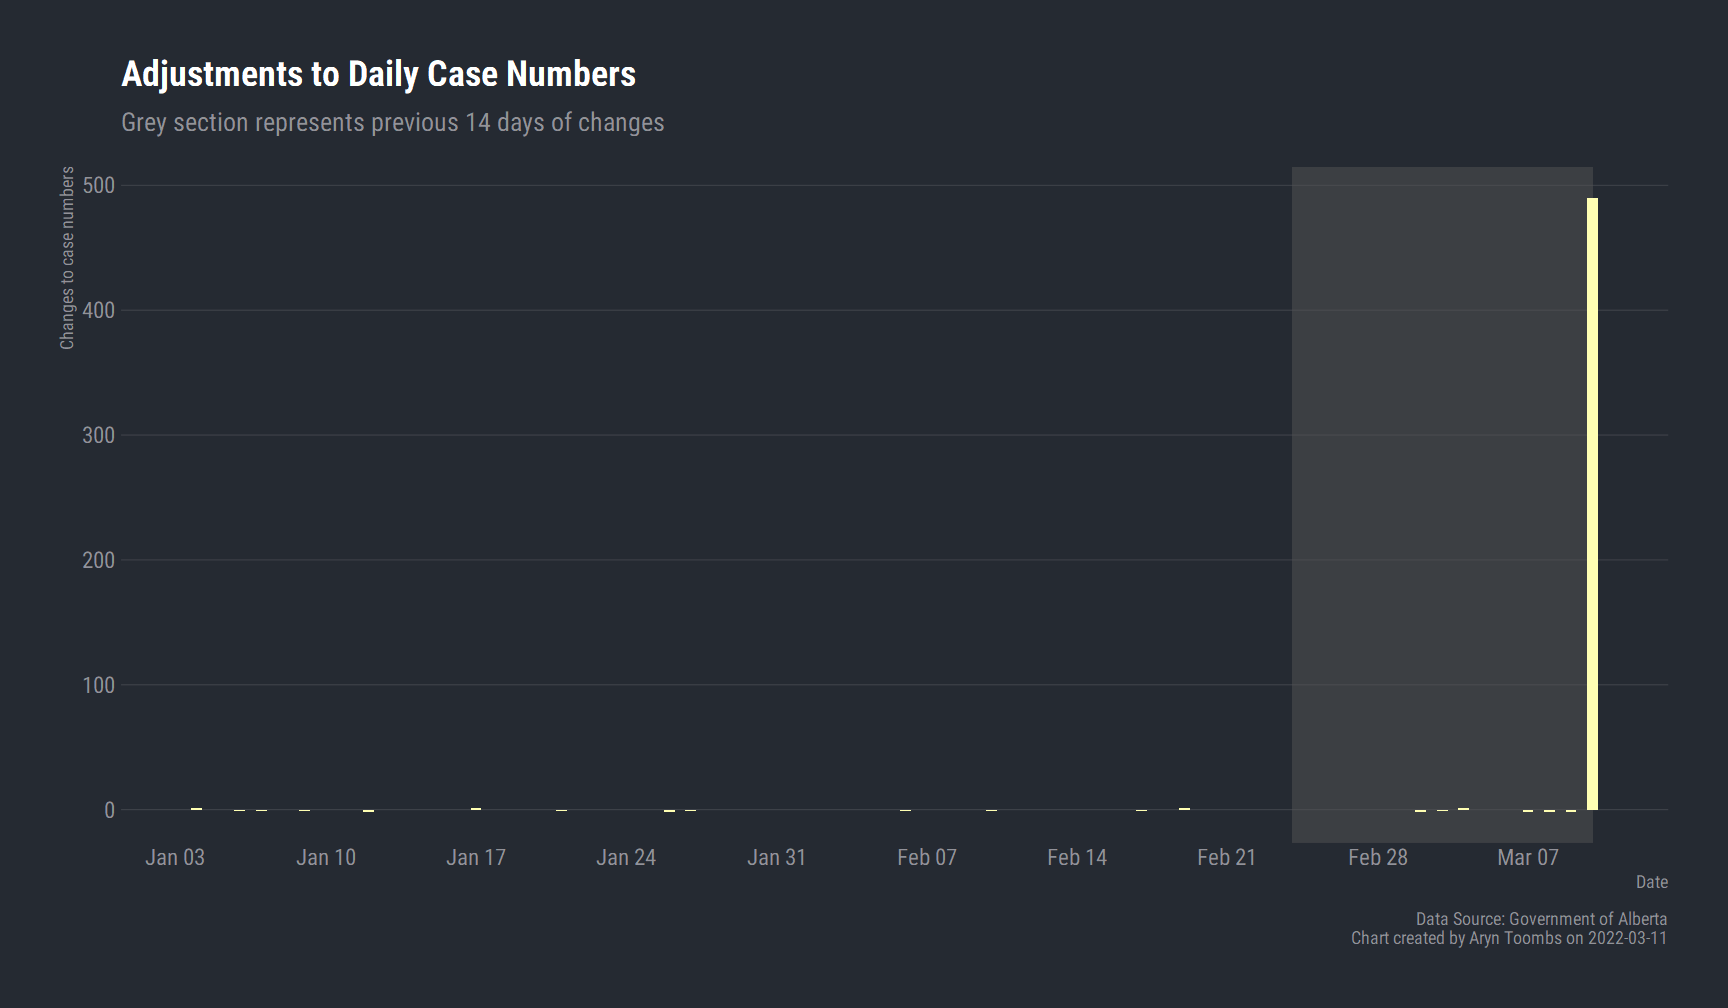 Adjustments to Daily Case Numbers
Grey section represents previous 14 days of changes
Changes to case numbers
500
400
300
200
100
0
Jan 03
Jan 10
Jan 17
Jan 24
Jan 31
Feb 07
Feb 14
Feb 21
Feb 28
Mar 07
Date
Data Source: Government of Alberta
Chart created by Aryn Toombs on 2022-03-11